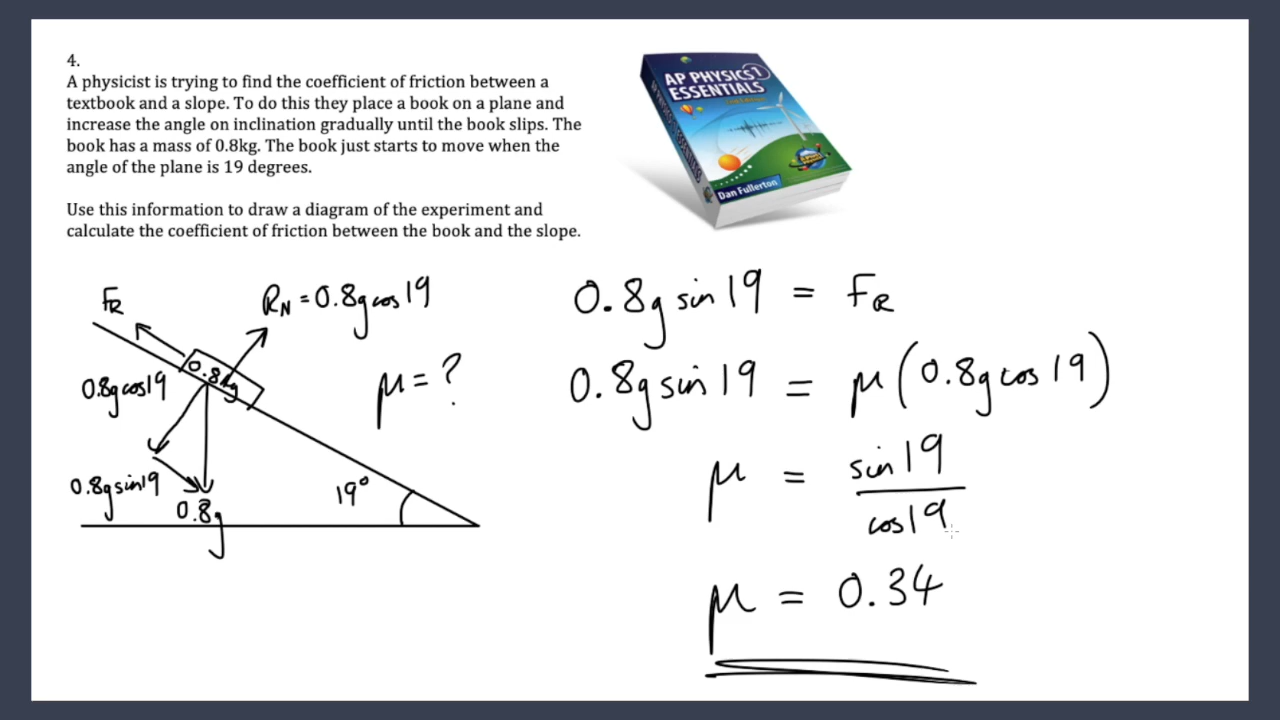 4.
A physicist is trying to find the coefficient of friction between a
textbook and a slope. To do this they place a book on a plane and
increase the angle on inclination gradually until the book slips. The
book has a mass of 0.8kg. The book just starts to move when the
angle of the plane is 19 degrees.
Use this information to draw a diagram of the experiment and
calculate the coefficient of friction between the book and the slope.
AP PHYSICS 1
ESSENTIALS
Dan Fullerton
FR
RN = 0.8g cos 19
0.8kg
0.8g cos 19
μ = ?
0.8g sin 19
0.8g
19°
0.8g sin 19 = FR
0.8g sin 19 = μ (0.8g cos 19)
μ = sin 19
cos 19
μ = 0.34